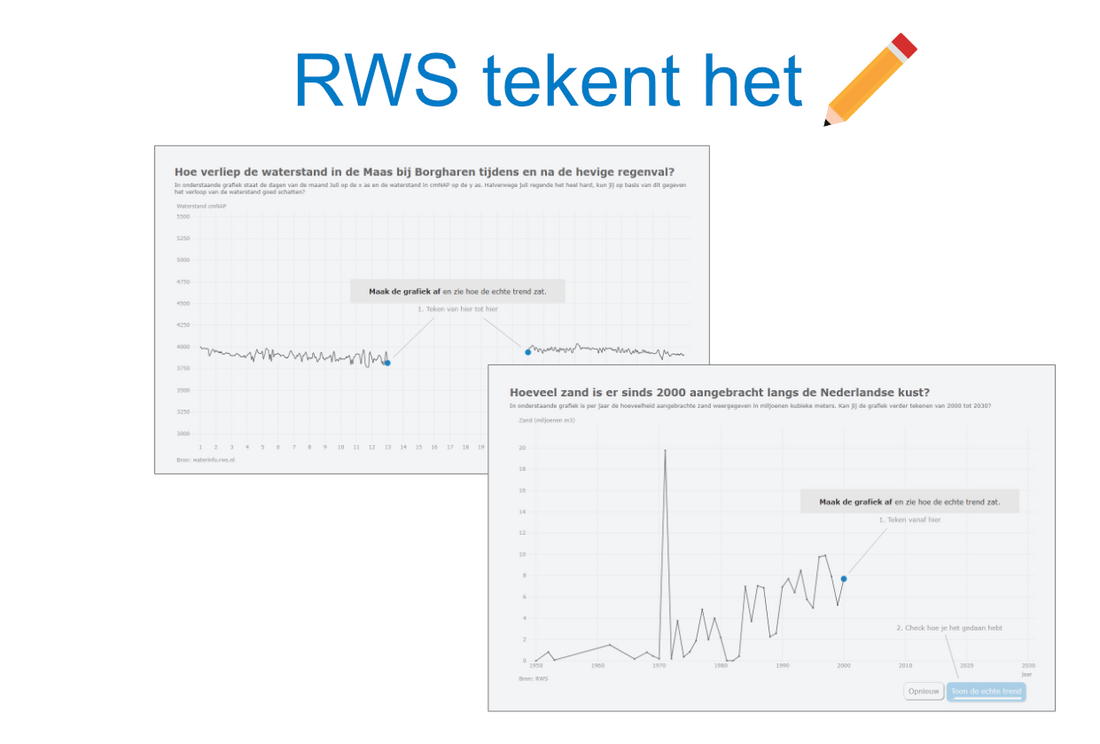 RWS tekent het
Hoe verliep de waterstand in de Maas bij Borgharen tijdens en na de hevige regenval?
In onderstaande grafiek staat de dagen van de maand Juli op de x as en de waterstand in cmNAP op de y as. Halverwege juli regende het heel hard, kun jij op basis van dit gegeven
het verloop van de waterstand goed schatten?
Waterstand cmNAP
5500
5250
5000
4750
4500
4250
4000
3750
3500
3250
3000
Maak de grafiek af en zie hoe de echte trend zat.
1. Teken van hier tot hier
1 2 3 4 5 6 7 8 9 10 11 12 13 14 15 16 17 18 19
Bron: waterinfo.rws.nl
Hoeveel zand is er sinds 2000 aangebracht langs de Nederlandse kust?
In onderstaande grafiek is per jaar de hoeveelheid aangebrachte zand weergegeven in miljoenen kubieke meters. Kan jij de grafiek verder tekenen van 2000 tot 2030?
Zand (miljoenen m3)
20
18
16
14
12
10
8
6
4
2
0
Maak de grafiek af en zie hoe de echte trend zat.
1. Teken vanaf hier
2. Check hoe je het gedaan hebt
1950 1960 1970 1980 1990 2000 2010 2020 2030
Jaar
Bron: RWS
Opnieuw
Toon de echte trend